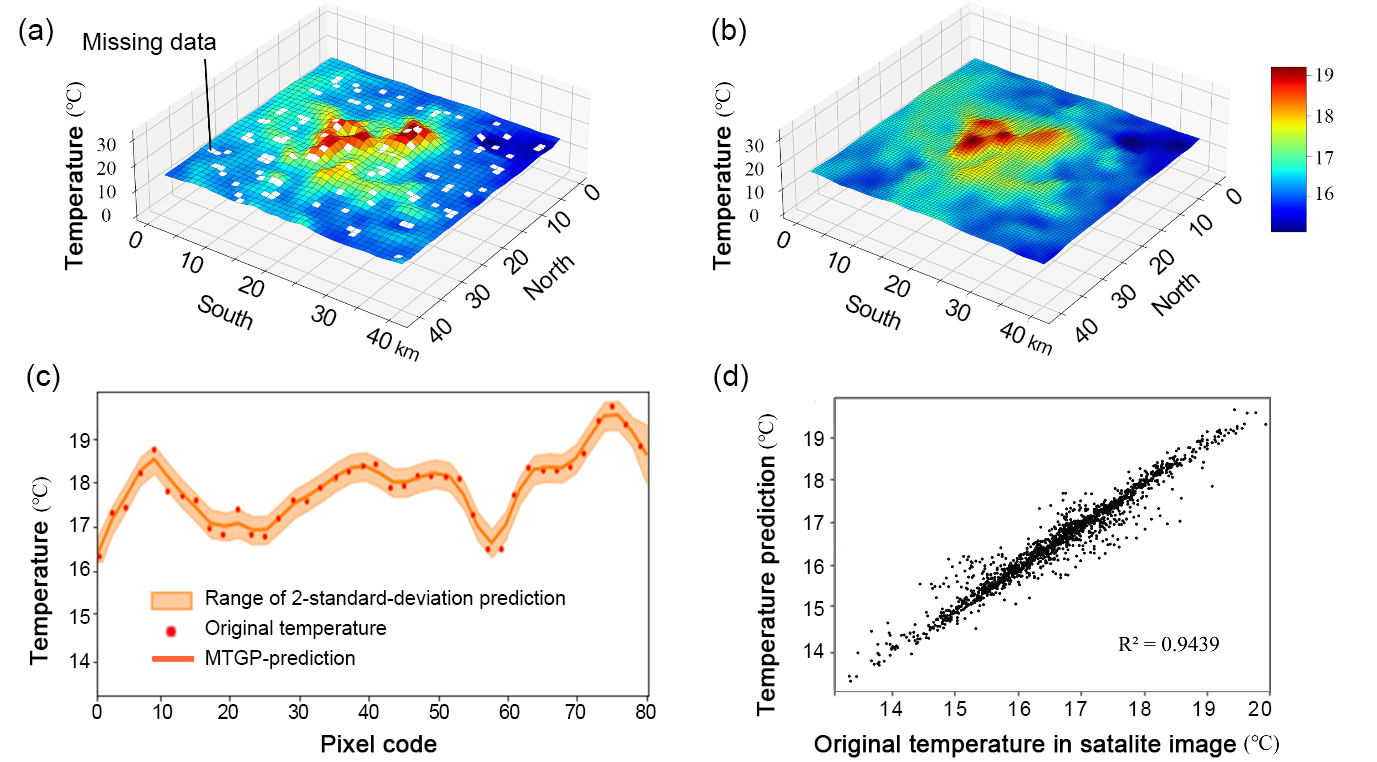 (a)
Missing data
Temperature (℃)
30
20
10
0
0
10
20
30
40 km
South
0
10
20
30
40
North
(b)
Temperature (℃)
30
20
10
0
0
10
20
30
40 km
South
0
10
20
30
40
North
19
18
17
16
(c)
Temperature (℃)
19
18
17
16
15
14
Range of 2-standard-deviation prediction
Original temperature
MTGP-prediction
0 10 20 30 40 50 60 70 80
Pixel code
(d)
Temperature prediction (℃)
19
18
17
16
15
14
R² = 0.9439
14 15 16 17 18 19 20
Original temperature in satalite image (℃)